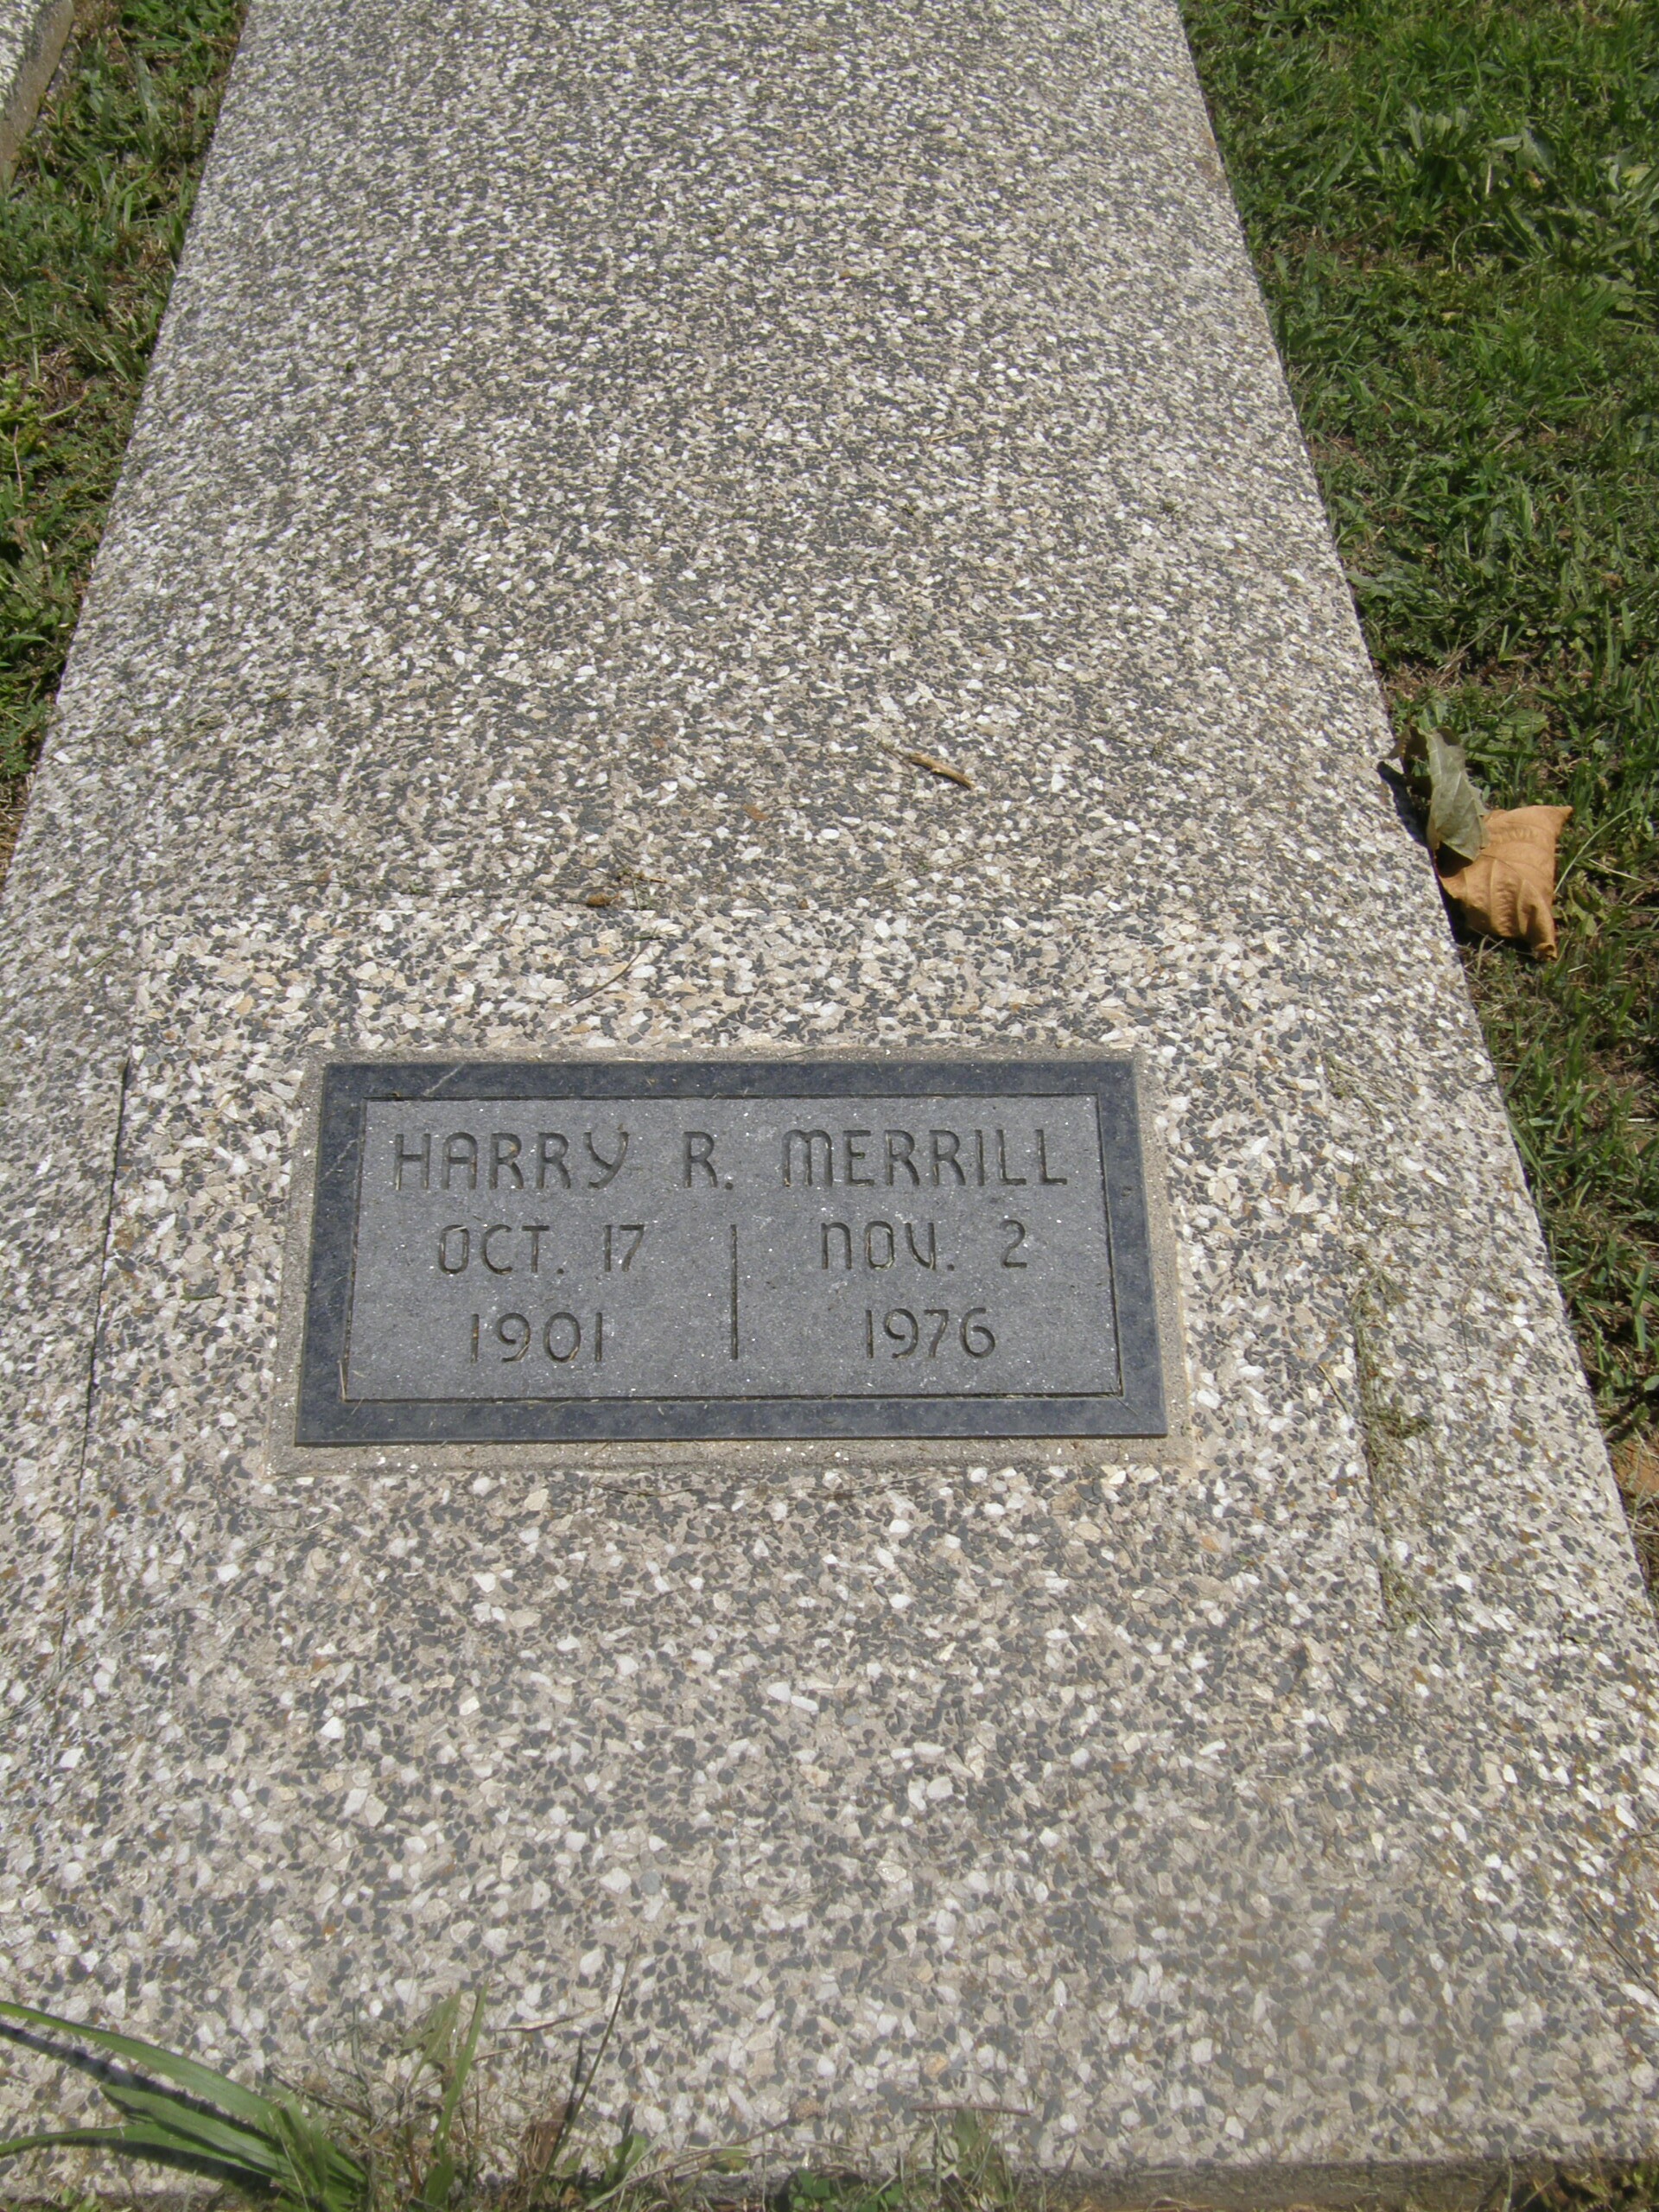 HARRY R. MERRILL
OCT. 17 | NOV. 2
1901 | 1976